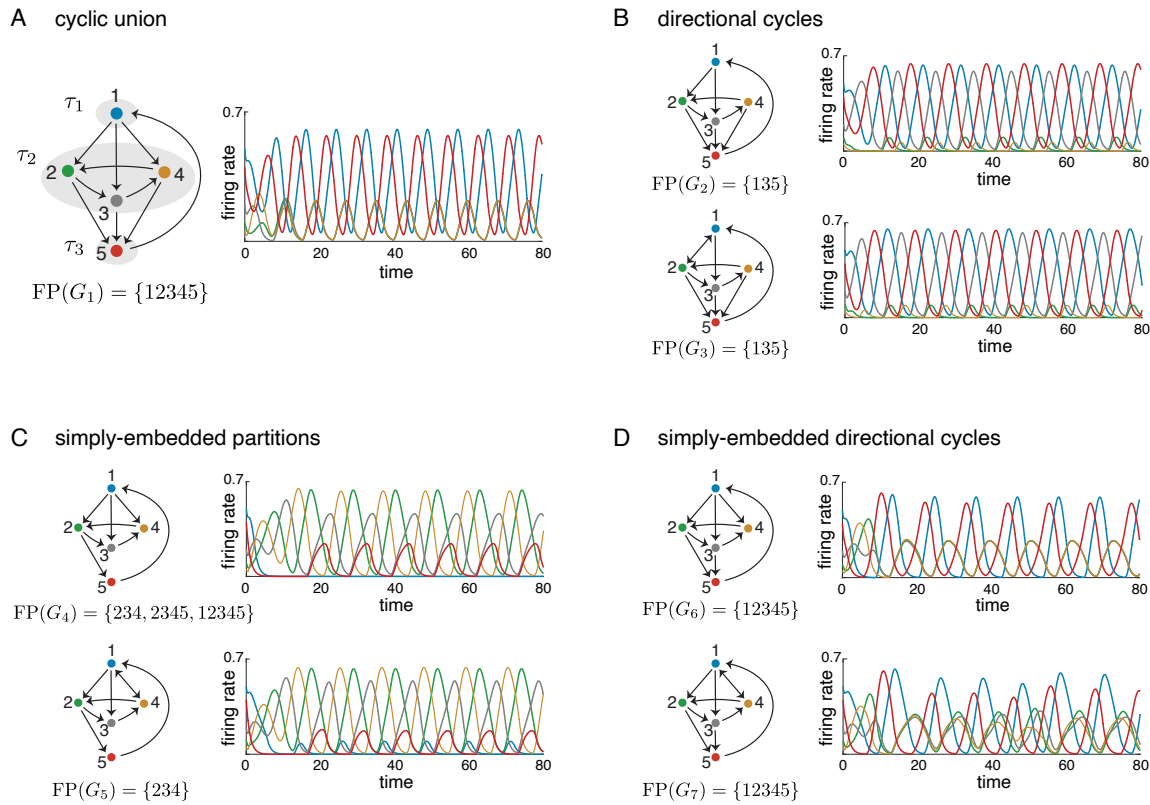 A cyclic union
τ1
1
τ2
2
4
3
τ3
5
FP(G1) = {12345}
0.7
firing rate
0 20 40 60 80
time
B directional cycles
1
2
4
3
5
FP(G2) = {135}
0.7
firing rate
0 20 40 60 80
time
1
2
4
3
5
FP(G3) = {135}
0.7
firing rate
0 20 40 60 80
time
C simply-embedded partitions
1
2
4
3
5
FP(G4) = {234, 2345, 12345}
0.7
firing rate
0 20 40 60 80
time
1
2
4
3
5
FP(G5) = {234}
0.7
firing rate
0 20 40 60 80
time
D simply-embedded directional cycles
1
2
4
3
5
FP(G6) = {12345}
0.7
firing rate
0 20 40 60 80
time
1
2
4
3
5
FP(G7) = {12345}
0.7
firing rate
0 20 40 60 80
time